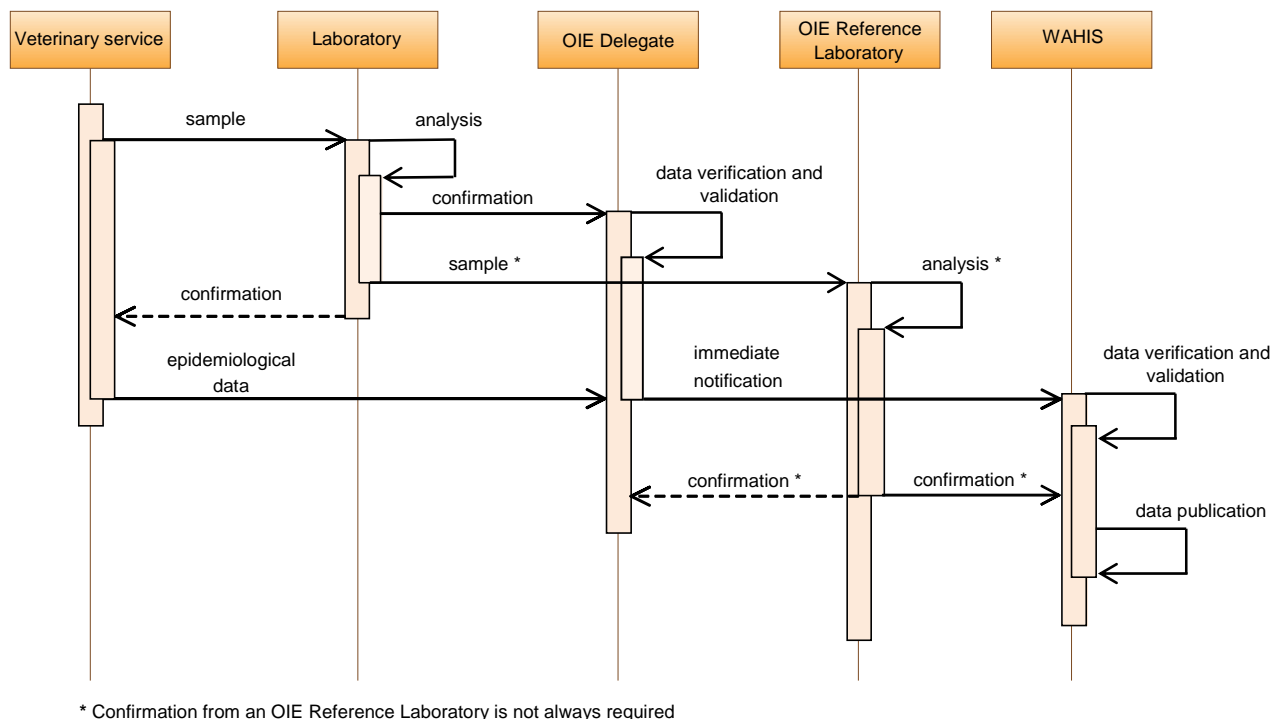 Veterinary service
Laboratory
OIE Delegate
OIE Reference
Laboratory
WAHIS
sample
analysis
data verification and
validation
confirmation
sample *
analysis *
confirmation
epidemiological
data
immediate
notification
data verification and
validation
confirmation *
confirmation *
data publication
* Confirmation from an OIE Reference Laboratory is not always required